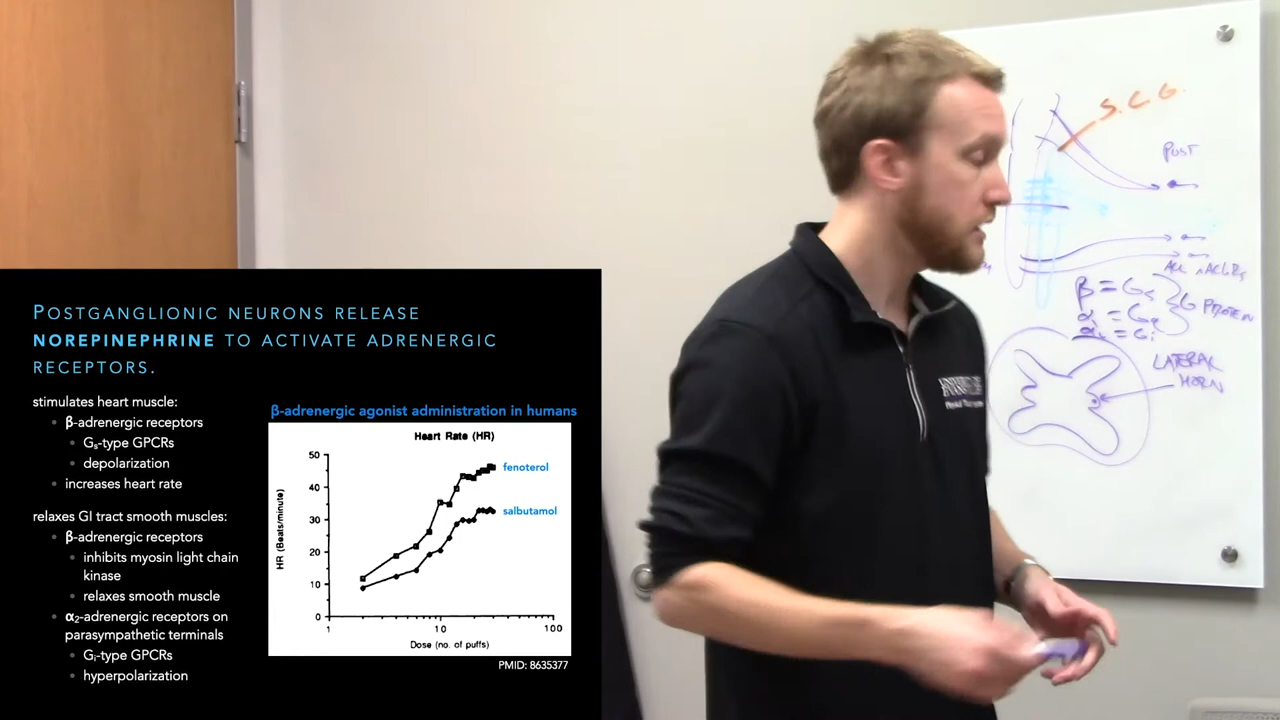 POSTGANGLIONIC NEURONS RELEASE
NOREPINEPHRINE TO ACTIVATE ADRENERGIC
RECEPTORS.
stimulates heart muscle:
• β-adrenergic receptors
• Gs-type GPCRs
• depolarization
• increases heart rate
relaxes GI tract smooth muscles:
• β-adrenergic receptors
• inhibits myosin light chain
kinase
• relaxes smooth muscle
• α2-adrenergic receptors on
parasympathetic terminals
• Gi-type GPCRs
• hyperpolarization
β-adrenergic agonist administration in humans
Heart Rate (HR)
HR (Beats/minute)
50
40
30
20
10
0
fenoterol
salbutamol
1 10 100
Dose (no. of puffs)
PMID: 8635377
S.C.G.
POST
β = Gs
α = Gq
= Gi
G PROTEIN
LATERAL
HORN